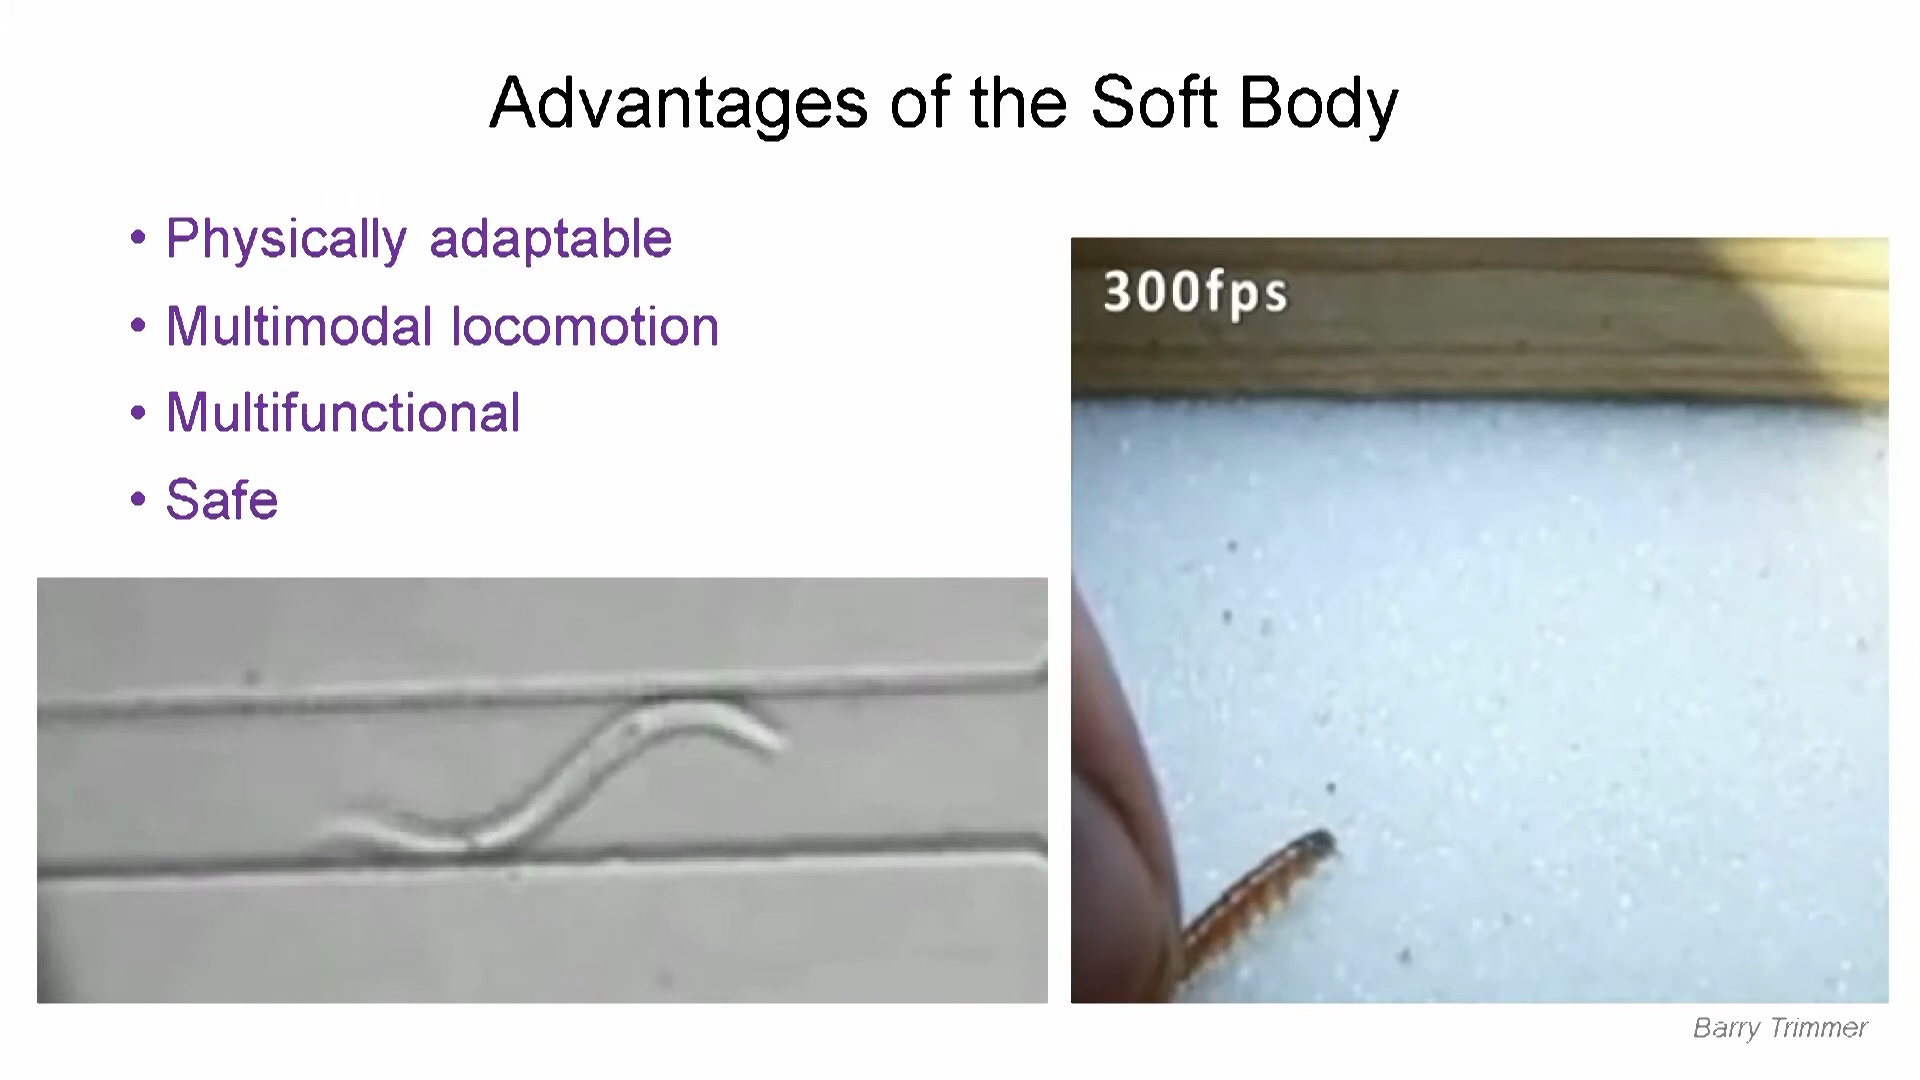 Advantages of the Soft Body
• Physically adaptable
• Multimodal locomotion
• Multifunctional
• Safe
300fps
Barry Trimmer